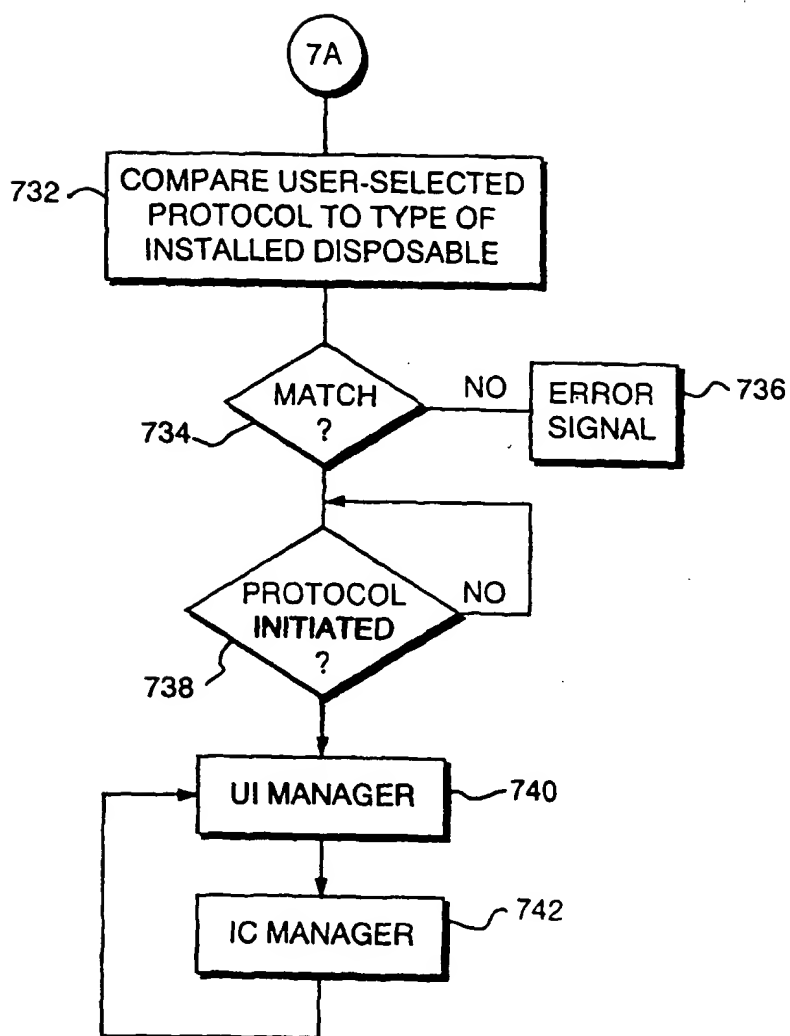 7A
732
COMPARE USER-SELECTED
PROTOCOL TO TYPE OF
INSTALLED DISPOSABLE
MATCH
?
734
NO
ERROR
SIGNAL
736
PROTOCOL
INITIATED
?
NO
738
UI MANAGER
740
IC MANAGER
742